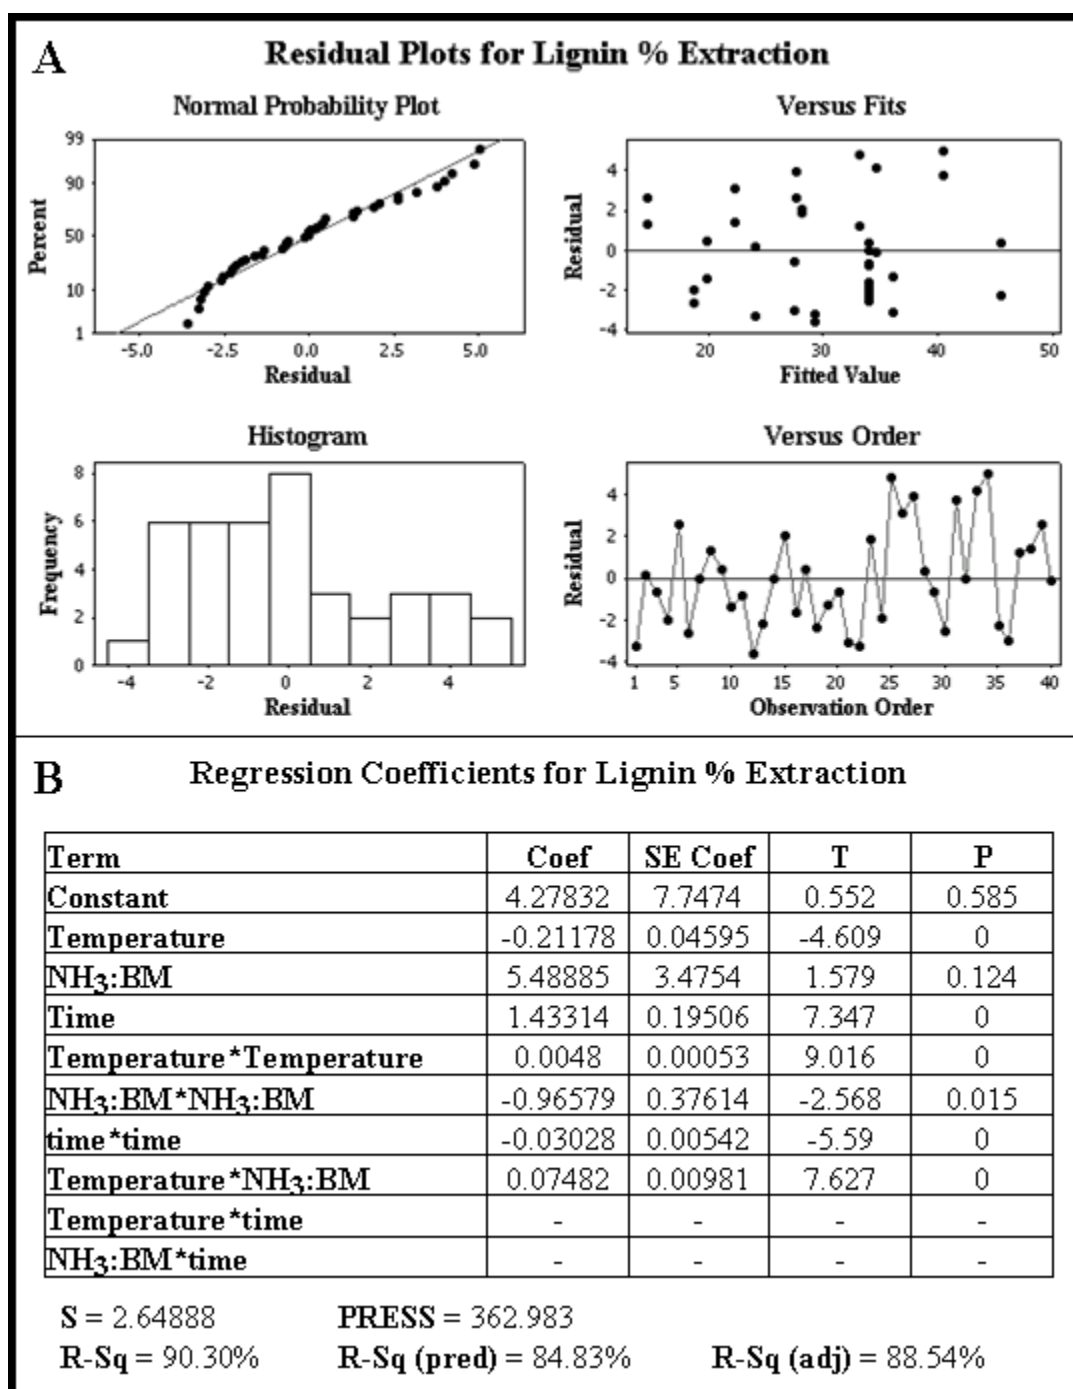 A
Residual Plots for Lignin % Extraction
Normal Probability Plot
Percent
99
90
50
10
1
-5.0 -2.5 0.0 2.5 5.0
Residual
Versus Fits
Residual
4
2
0
-2
-4
20 30 40 50
Fitted Value
Histogram
Frequency
8
6
4
2
0
-4 -2 0 2 4
Residual
Versus Order
Residual
4
2
0
-2
-4
1 5 10 15 20 25 30 35 40
Observation Order
B
Regression Coefficients for Lignin % Extraction
Term Coef SE Coef T P
Constant 4.27832 7.7474 0.552 0.585
Temperature -0.21178 0.04595 -4.609 0
NH3:BM 5.48885 3.4754 1.579 0.124
Time 1.43314 0.19506 7.347 0
Temperature*Temperature 0.0048 0.00053 9.016 0
NH3:BM*NH3:BM -0.96579 0.37614 -2.568 0.015
time*time -0.03028 0.00542 -5.59 0
Temperature*NH3:BM 0.07482 0.00981 7.627 0
Temperature*time - - - -
NH3:BM*time - - - -
S = 2.64888 PRESS = 362.983
R-Sq = 90.30% R-Sq (pred) = 84.83% R-Sq (adj) = 88.54%